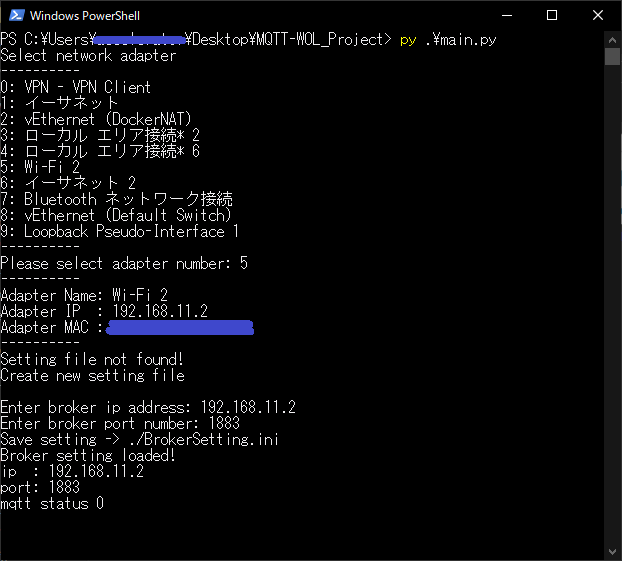 Windows PowerShell
PS C:¥Users¥ ¥Desktop¥MQTT-WOL_Project> py .¥main.py
Select network adapter
----------
0: VPN - VPN Client
1: イーサネット
2: vEthernet (DockerNAT)
3: ローカル エリア接続* 2
4: ローカル エリア接続* 6
5: Wi-Fi 2
6: イーサネット 2
7: Bluetooth ネットワーク接続
8: vEthernet (Default Switch)
9: Loopback Pseudo-Interface 1
----------
Please select adapter number: 5
----------
Adapter Name: Wi-Fi 2
Adapter IP  : 192.168.11.2
Adapter MAC :
----------
Setting file not found!
Create new setting file
Enter broker ip address: 192.168.11.2
Enter broker port number: 1883
Save setting -> ./BrokerSetting.ini
Broker setting loaded!
ip  : 192.168.11.2
port: 1883
mqtt status 0